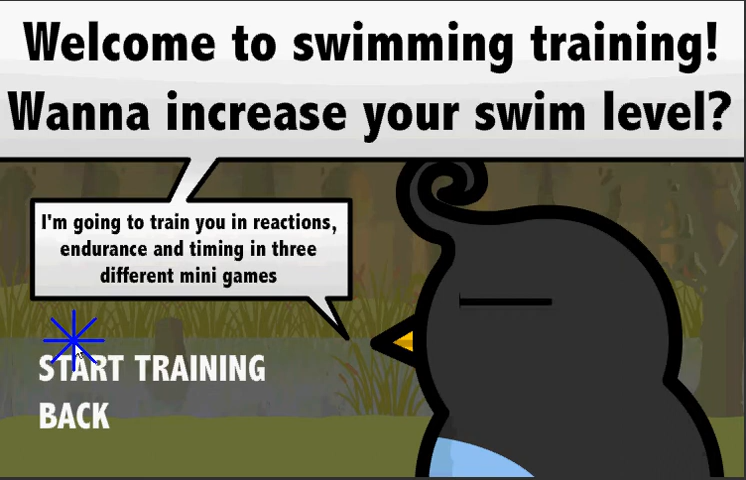 Welcome to swimming training!
Wanna increase your swim level?
I'm going to train you in reactions,
endurance and timing in three
different mini games
START TRAINING
BACK